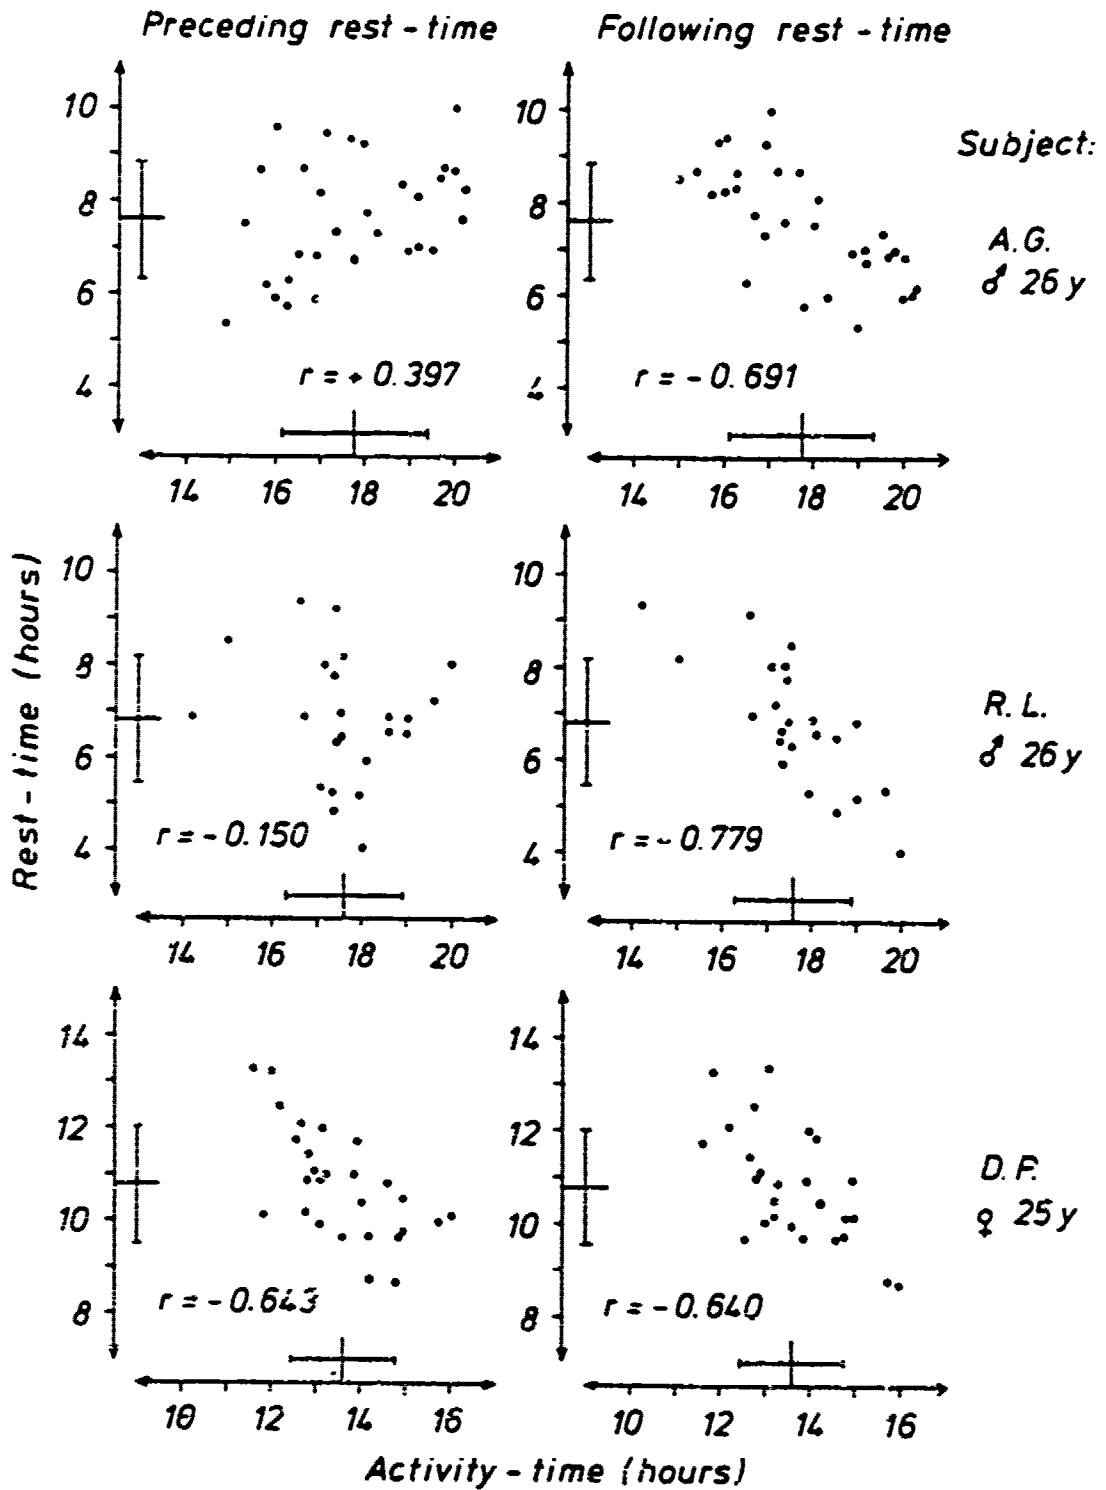 Preceding rest-time
Following rest-time
Subject:
10
8
6
4
r = + 0.397
14 16 18 20
10
8
6
4
r = - 0.691
14 16 18 20
A.G.
♂ 26 y
Rest-time (hours)
10
8
6
4
r = - 0.150
14 16 18 20
10
8
6
4
r = - 0.779
14 16 18 20
R.L.
♂ 26 y
14
12
10
8
r = - 0.643
10 12 14 16
14
12
10
8
r = - 0.640
10 12 14 16
D.P.
♀ 25 y
Activity-time (hours)